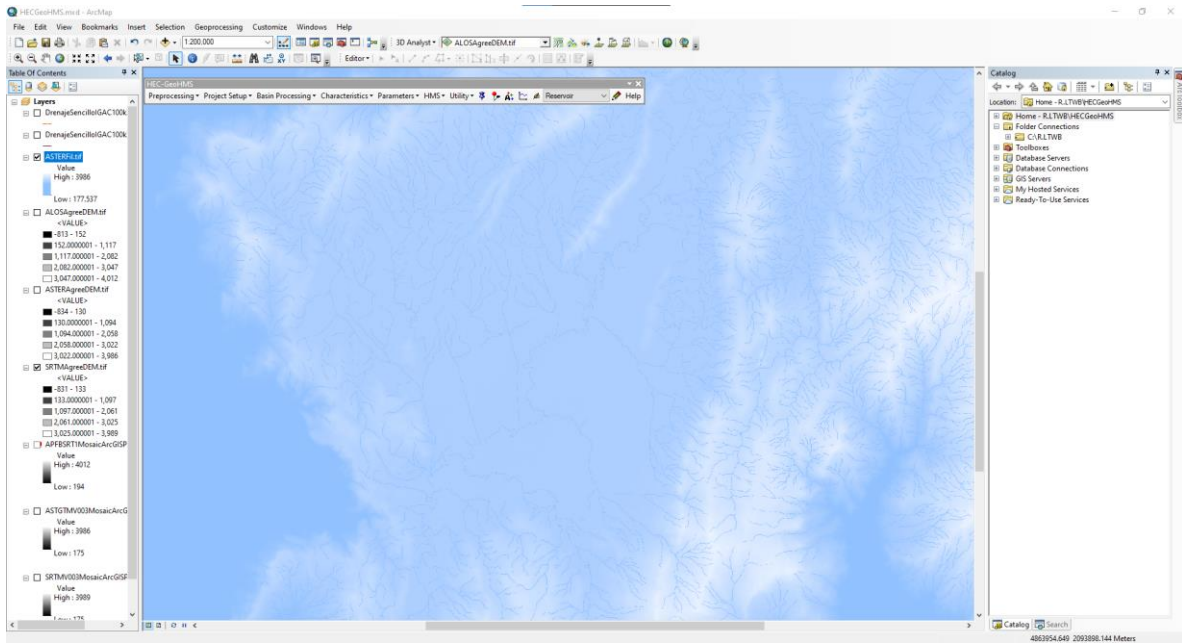 HECGeoHMS.mxd - ArcMap
File Edit View Bookmarks Insert Selection Geoprocessing Customize Windows Help
1:200.000 3D Analyst ALOSAgreeDEM.tif
Editor
Table Of Contents
Layers
DrenajeSencilloIGAC100k
DrenajeSencilloIGAC100k
ASTERFil.tif
Value
High : 3986
Low : 177.537
ALOSAgreeDEM.tif
<VALUE>
-813 - 152
152.0000001 - 1,117
1,117.000001 - 2,082
2,082.000001 - 3,047
3,047.000001 - 4,012
ASTERAgreeDEM.tif
<VALUE>
-834 - 130
130.0000001 - 1,094
1,094.000001 - 2,058
2,058.000001 - 3,022
3,022.000001 - 3,986
SRTMAgreeDEM.tif
<VALUE>
-831 - 133
133.0000001 - 1,097
1,097.000001 - 2,061
2,061.000001 - 3,025
3,025.000001 - 3,989
APFBSRT1MosaicArcGISP
Value
High : 4012
Low : 194
ASTGTMV003MosaicArcG
Value
High : 3986
Low : 175
SRTMV003MosaicArcGISP
Value
High : 3989
Low : 175
HEC-GeoHMS
Preprocessing Project Setup Basin Processing Characteristics Parameters HMS Utility Reservoir Help
Catalog
Location: Home - R.LTWB\HECGeoHMS
Home - R.LTWB\HECGeoHMS
Folder Connections
C:\R.LTWB
Toolboxes
Database Servers
Database Connections
GIS Servers
My Hosted Services
Ready-To-Use Services
ArcToolbox
Catalog Search
4863954.649 2093898.144 Meters